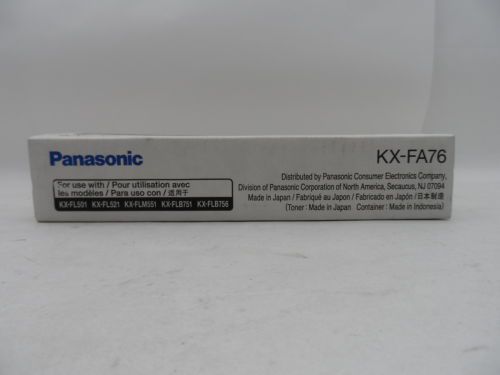 Panasonic
KX-FA76
For use with / Pour utilisation avec
les modèles / Para uso con / 适用于
KX-FL501 KX-FL521 KX-FLM551 KX-FLB751 KX-FLB756
Distributed by Panasonic Consumer Electronics Company,
Division of Panasonic Corporation of North America, Secaucus, NJ 07094
Made in Japan / Fabriqué au Japon / Fabricado en Japón / 日本制造
(Toner : Made in Japan Container : Made in Indonesia)